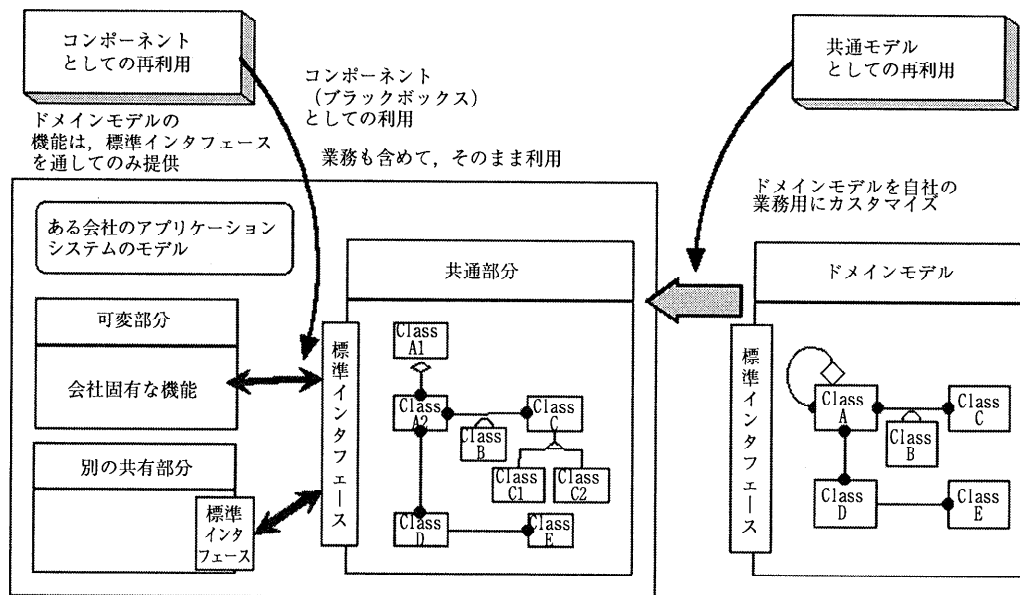 コンポーネント
としての再利用
共通モデル
としての再利用
コンポーネント
(ブラックボックス)
としての利用
ドメインモデルの
機能は,標準インタフェース
を通してのみ提供
業務も含めて,そのまま利用
ドメインモデルを自社の
業務用にカスタマイズ
ある会社のアプリケーション
システムのモデル
共通部分
ドメインモデル
可変部分
会社固有な機能
別の共有部分
標準
インタ
フェース
標準インタフェース
Class
A1
Class
A2
Class
C
Class
B
Class
C1
Class
C2
Class
D
Class
E
標準インタフェース
Class
A
Class
C
Class
B
Class
D
Class
E